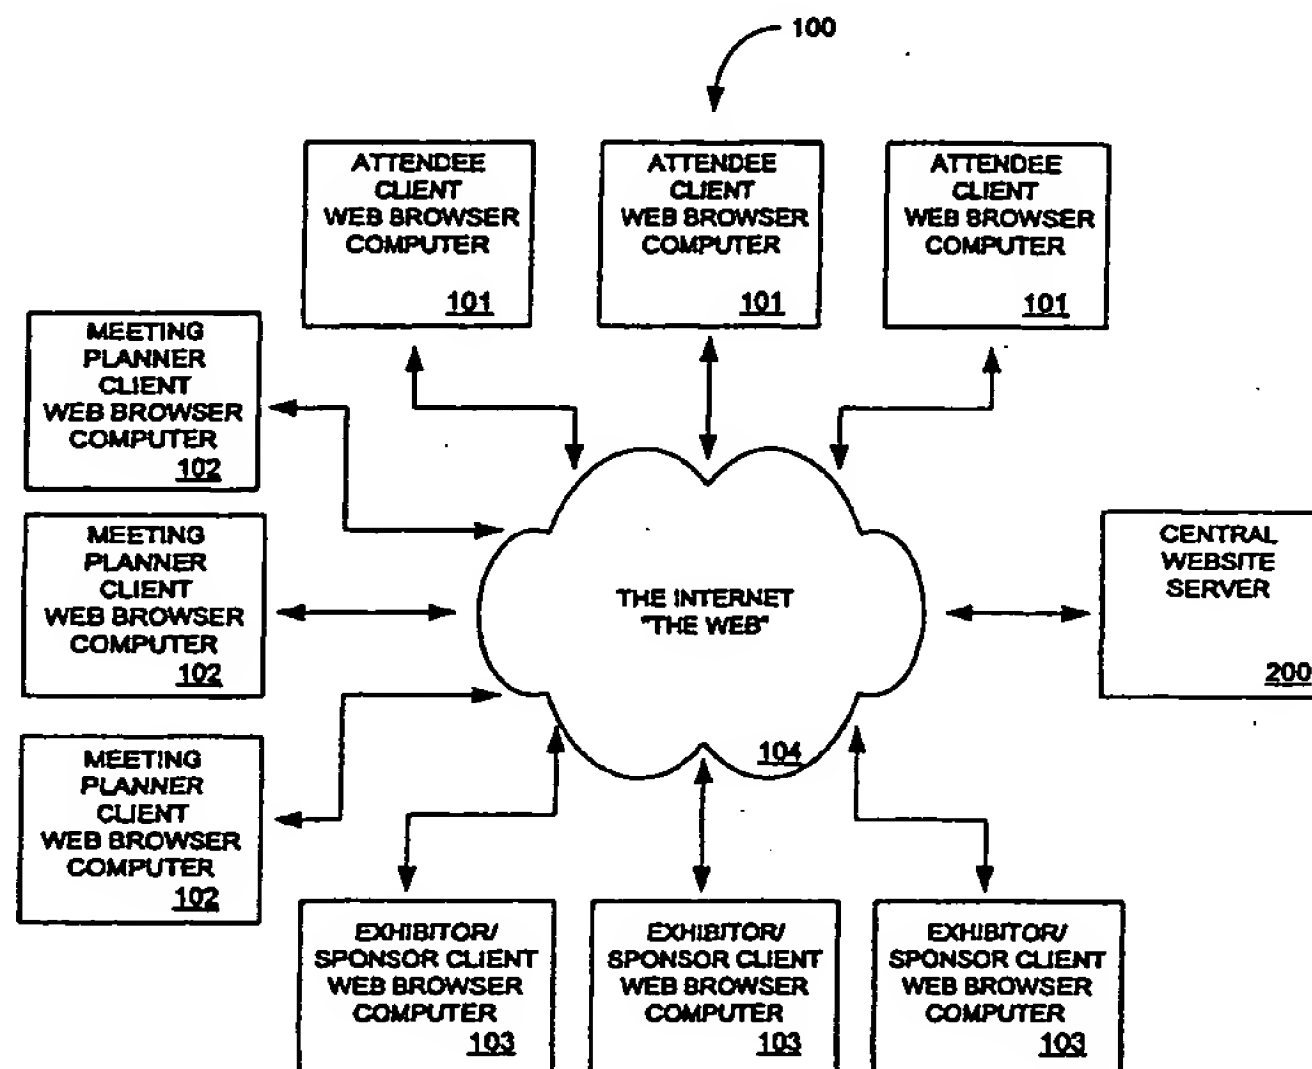 100
ATTENDEE
CLIENT
WEB BROWSER
COMPUTER
101
ATTENDEE
CLIENT
WEB BROWSER
COMPUTER
101
ATTENDEE
CLIENT
WEB BROWSER
COMPUTER
101
MEETING
PLANNER
CLIENT
WEB BROWSER
COMPUTER
102
MEETING
PLANNER
CLIENT
WEB BROWSER
COMPUTER
102
MEETING
PLANNER
CLIENT
WEB BROWSER
COMPUTER
102
THE INTERNET
"THE WEB"
104
CENTRAL
WEBSITE
SERVER
200
EXHIBITOR/
SPONSOR CLIENT
WEB BROWSER
COMPUTER
103
EXHIBITOR/
SPONSOR CLIENT
WEB BROWSER
COMPUTER
103
EXHIBITOR/
SPONSOR CLIENT
WEB BROWSER
COMPUTER
103